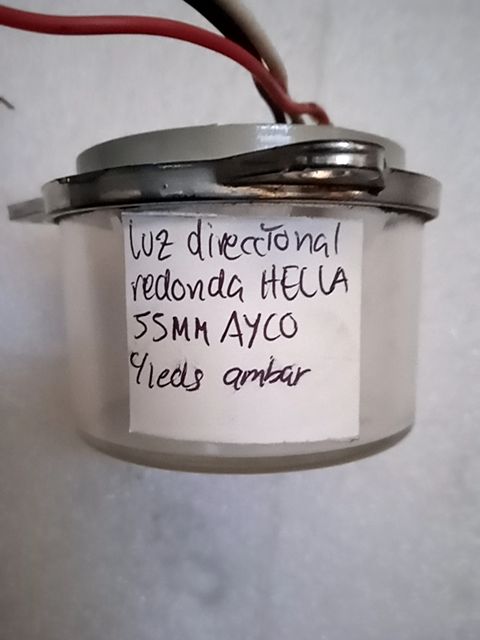 luz direccional
redonda HELLA
55MM AYCO
4leds ambar